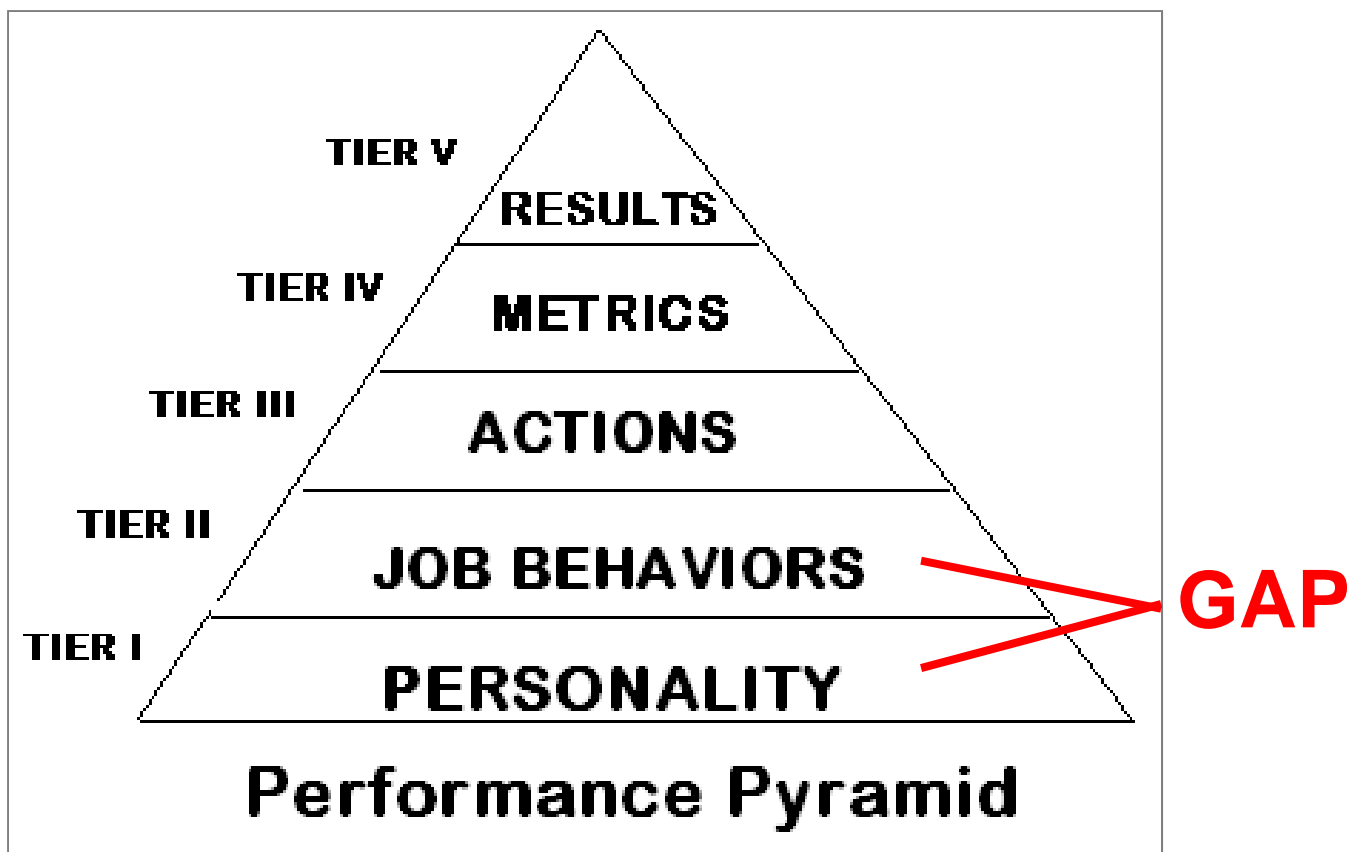 TIER V
RESULTS
TIER IV
METRICS
TIER III
ACTIONS
TIER II
JOB BEHAVIORS
GAP
TIER I
PERSONALITY
Performance Pyramid